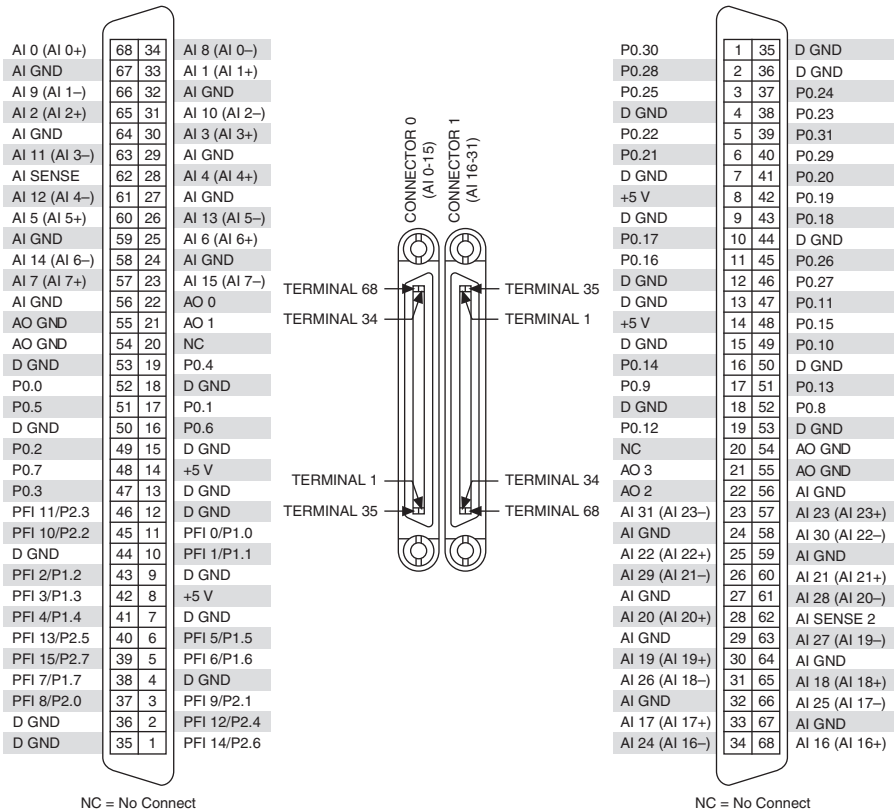 AI 0 (AI 0+) 68 34 AI 8 (AI 0–)
AI GND 67 33 AI 1 (AI 1+)
AI 9 (AI 1–) 66 32 AI GND
AI 2 (AI 2+) 65 31 AI 10 (AI 2–)
AI GND 64 30 AI 3 (AI 3+)
AI 11 (AI 3–) 63 29 AI GND
AI SENSE 62 28 AI 4 (AI 4+)
AI 12 (AI 4–) 61 27 AI GND
AI 5 (AI 5+) 60 26 AI 13 (AI 5–)
AI GND 59 25 AI 6 (AI 6+)
AI 14 (AI 6–) 58 24 AI GND
AI 7 (AI 7+) 57 23 AI 15 (AI 7–)
AI GND 56 22 AO 0
AO GND 55 21 AO 1
AO GND 54 20 NC
D GND 53 19 P0.4
P0.0 52 18 D GND
P0.5 51 17 P0.1
D GND 50 16 P0.6
P0.2 49 15 D GND
P0.7 48 14 +5 V
P0.3 47 13 D GND
PFI 11/P2.3 46 12 D GND
PFI 10/P2.2 45 11 PFI 0/P1.0
D GND 44 10 PFI 1/P1.1
PFI 2/P1.2 43 9 D GND
PFI 3/P1.3 42 8 +5 V
PFI 4/P1.4 41 7 D GND
PFI 13/P2.5 40 6 PFI 5/P1.5
PFI 15/P2.7 39 5 PFI 6/P1.6
PFI 7/P1.7 38 4 D GND
PFI 8/P2.0 37 3 PFI 9/P2.1
D GND 36 2 PFI 12/P2.4
D GND 35 1 PFI 14/P2.6
NC = No Connect
CONNECTOR 0
(AI 0-15)
CONNECTOR 1
(AI 16-31)
TERMINAL 68
TERMINAL 35
TERMINAL 34
TERMINAL 1
TERMINAL 1
TERMINAL 34
TERMINAL 35
TERMINAL 68
P0.30 1 35 D GND
P0.28 2 36 D GND
P0.25 3 37 P0.24
D GND 4 38 P0.23
P0.22 5 39 P0.31
P0.21 6 40 P0.29
D GND 7 41 P0.20
+5 V 8 42 P0.19
D GND 9 43 P0.18
P0.17 10 44 D GND
P0.16 11 45 P0.26
D GND 12 46 P0.27
D GND 13 47 P0.11
+5 V 14 48 P0.15
D GND 15 49 P0.10
P0.14 16 50 D GND
P0.9 17 51 P0.13
D GND 18 52 P0.8
P0.12 19 53 D GND
NC 20 54 AO GND
AO 3 21 55 AO GND
AO 2 22 56 AI GND
AI 31 (AI 23–) 23 57 AI 23 (AI 23+)
AI GND 24 58 AI 30 (AI 22–)
AI 22 (AI 22+) 25 59 AI GND
AI 29 (AI 21–) 26 60 AI 21 (AI 21+)
AI GND 27 61 AI 28 (AI 20–)
AI 20 (AI 20+) 28 62 AI SENSE 2
AI GND 29 63 AI 27 (AI 19–)
AI 19 (AI 19+) 30 64 AI GND
AI 26 (AI 18–) 31 65 AI 18 (AI 18+)
AI GND 32 66 AI 25 (AI 17–)
AI 17 (AI 17+) 33 67 AI GND
AI 24 (AI 16–) 34 68 AI 16 (AI 16+)
NC = No Connect